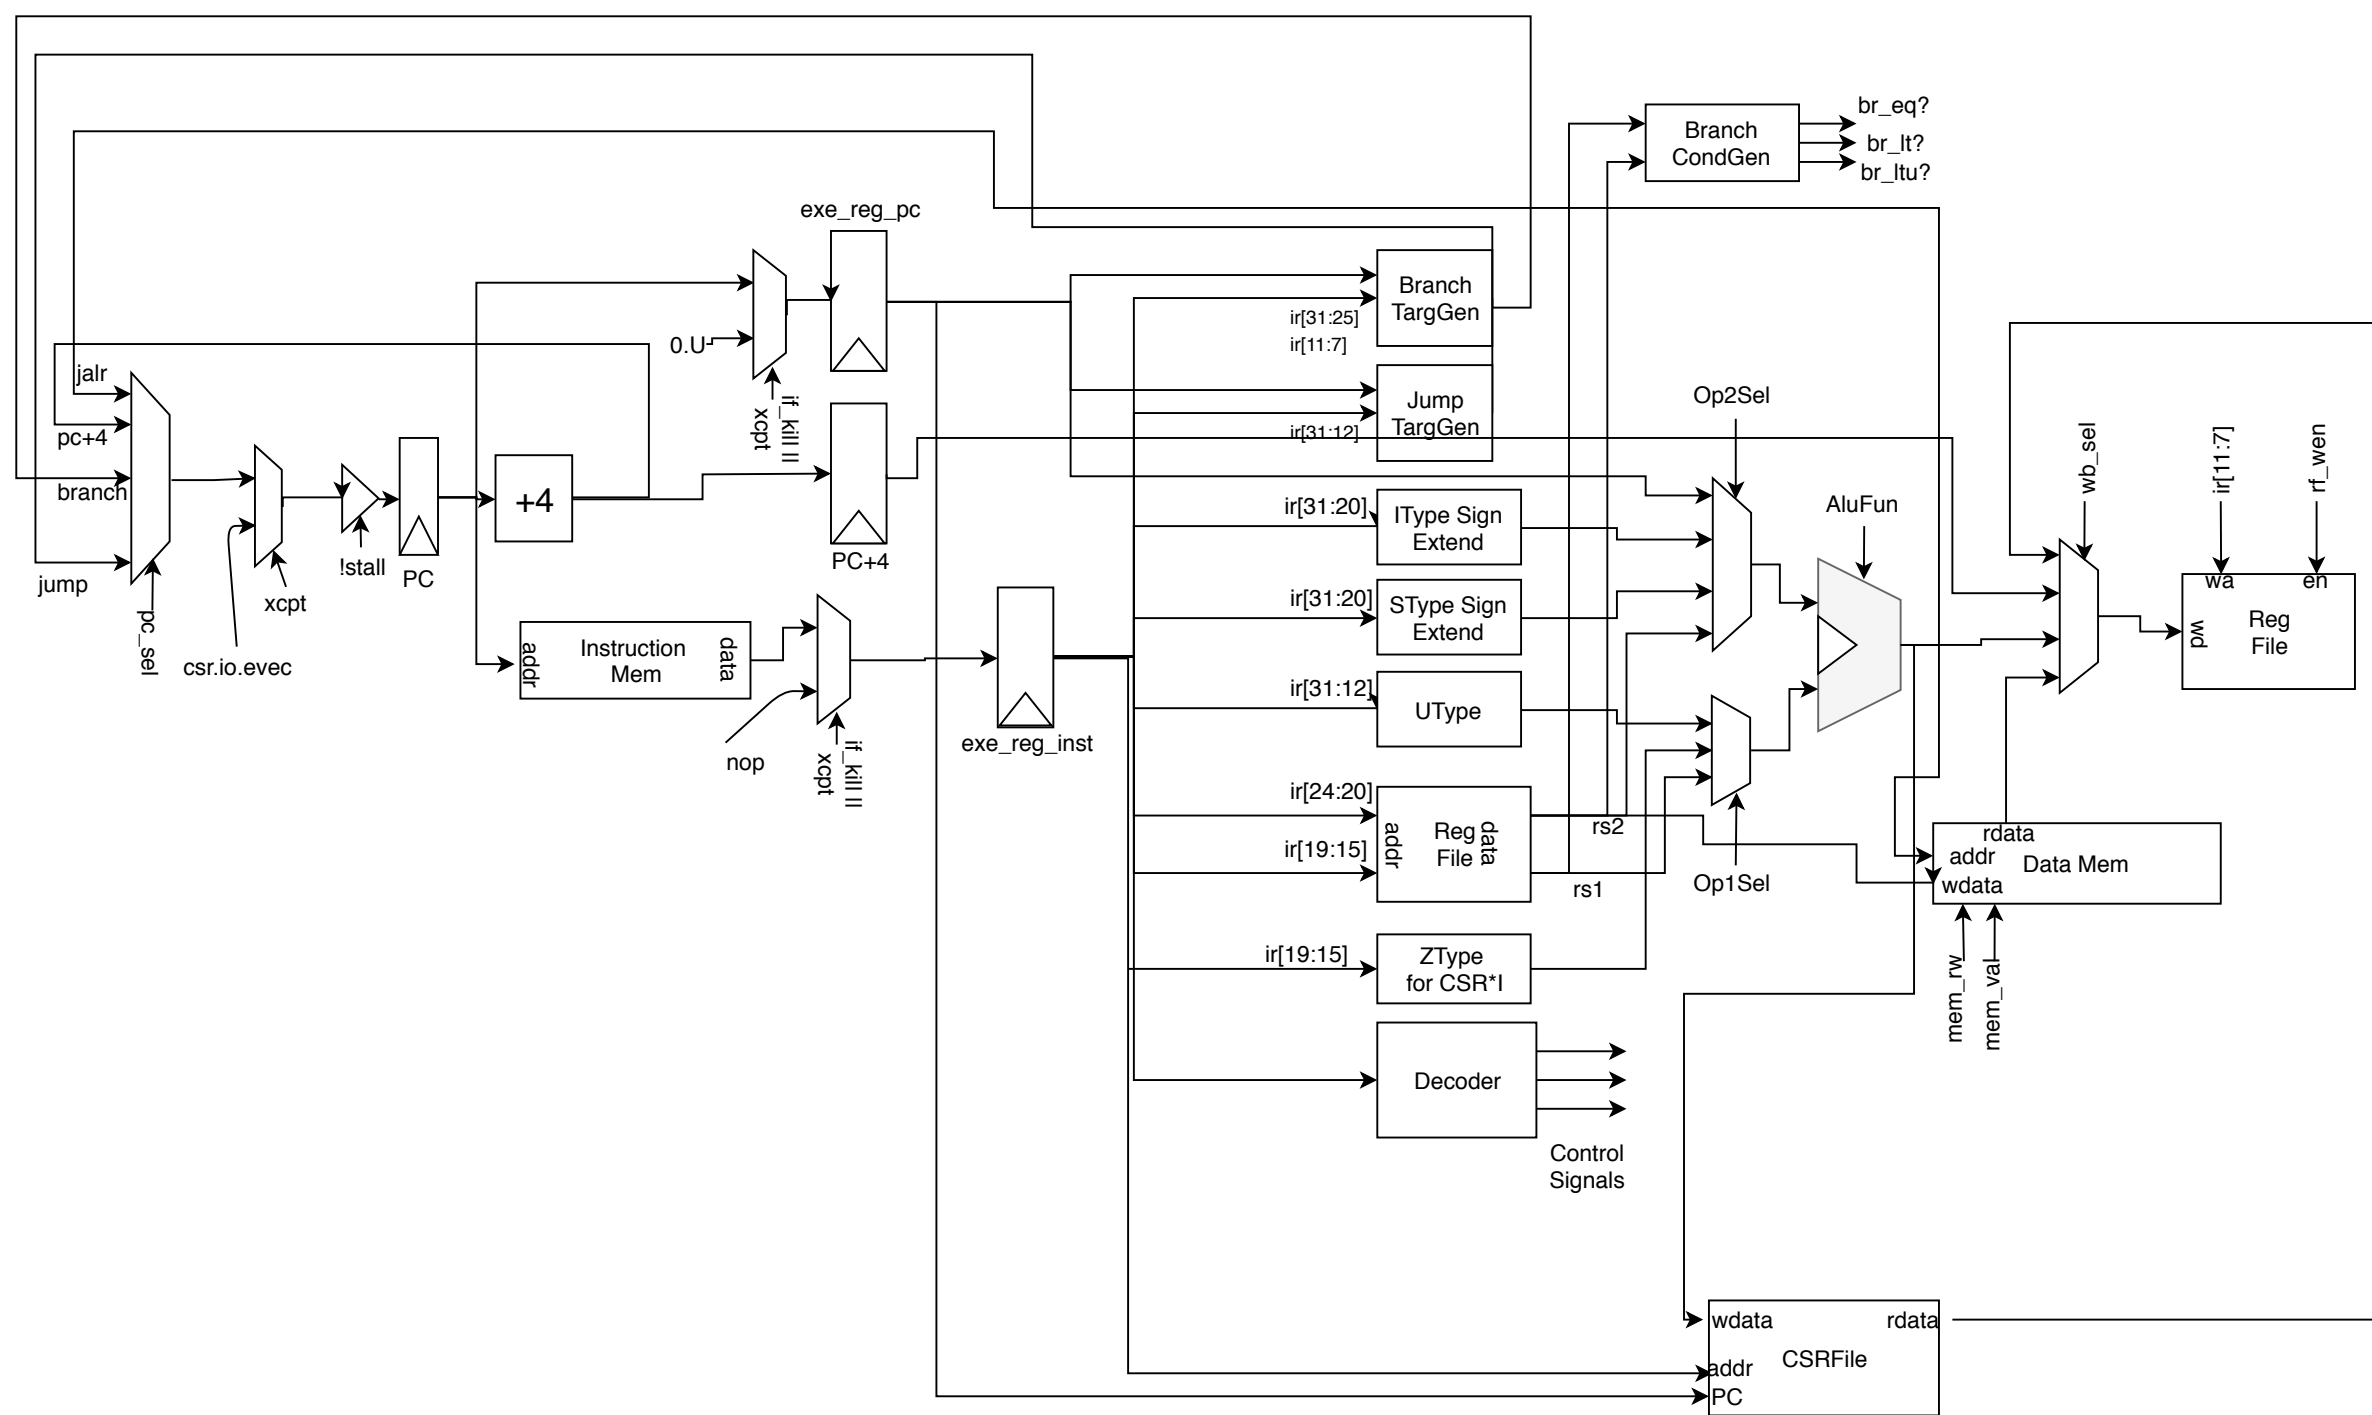 br_eq?
Branch
CondGen
br_lt?
br_ltu?
exe_reg_pc
Branch
TargGen
ir[31:25]
ir[11:7]
0.U
jalr
pc+4
branch
jump
pc_sel
xcpt
csr.io.evec
!stall
PC
+4
if_kill ||
xcpt
PC+4
Jump
TargGen
ir[31:12]
Op2Sel
AluFun
wb_sel
ir[11:7]
rf_wen
ir[31:20]
IType Sign
Extend
ir[31:20]
SType Sign
Extend
ir[31:12]
UType
wa
en
wd
Reg
File
addr
Instruction
Mem
data
nop
if_kill ||
xcpt
exe_reg_inst
ir[24:20]
ir[19:15]
addr
Reg
File
data
rs2
rs1
Op1Sel
rdata
addr
Data Mem
wdata
mem_rw
mem_val
ir[19:15]
ZType
for CSR*I
Decoder
Control
Signals
wdata
rdata
CSRFile
addr
PC